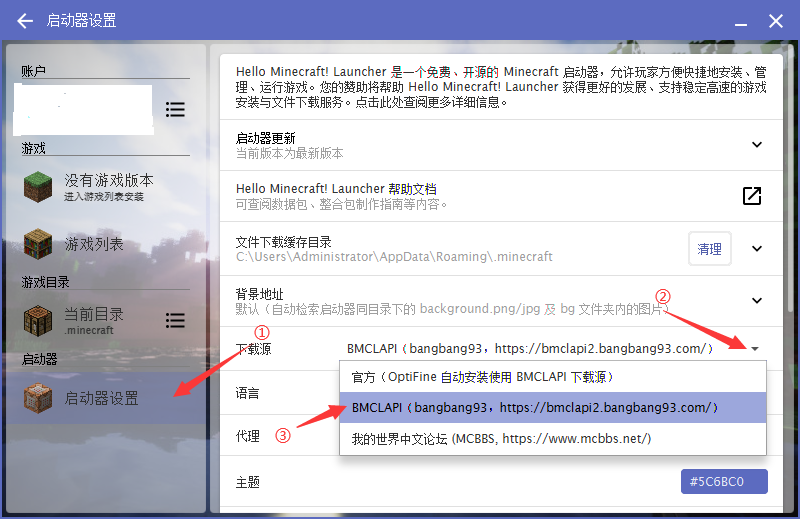 启动器设置
账户
游戏
没有游戏版本
进入游戏列表安装
游戏列表
游戏目录
当前目录
.minecraft
启动器
启动器设置
Hello Minecraft! Launcher 是一个免费、开源的 Minecraft 启动器，允许玩家方便快捷地安装、管
理、运行游戏。您的赞助将帮助 Hello Minecraft! Launcher 获得更好的发展、支持稳定高速的游戏
安装与文件下载服务。点击此处查阅更多详细信息。
启动器更新
当前版本为最新版本
Hello Minecraft! Launcher 帮助文档
可查阅数据包、整合包制作指南等内容。
文件下载缓存目录
C:\Users\Administrator\AppData\Roaming\.minecraft
清理
背景地址
默认（自动检索启动器同目录下的 background.png/jpg 及 bg 文件夹内的图片）
②
①
下载源
BMCLAPI（bangbang93，https://bmclapi2.bangbang93.com/）
官方（OptiFine 自动安装使用 BMCLAPI 下载源）
语言
BMCLAPI（bangbang93，https://bmclapi2.bangbang93.com/）
③
代理
我的世界中文论坛 (MCBBS, https://www.mcbbs.net/)
主题
#5C6BC0